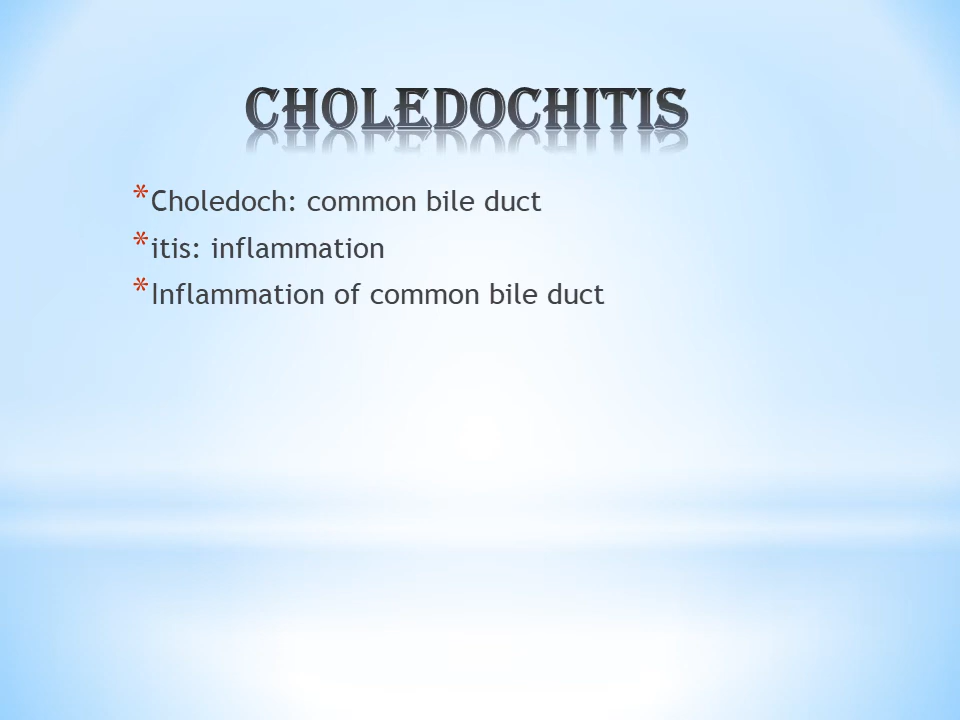 CHOLEDOCHITIS
*Choledoch: common bile duct
*itis: inflammation
*Inflammation of common bile duct